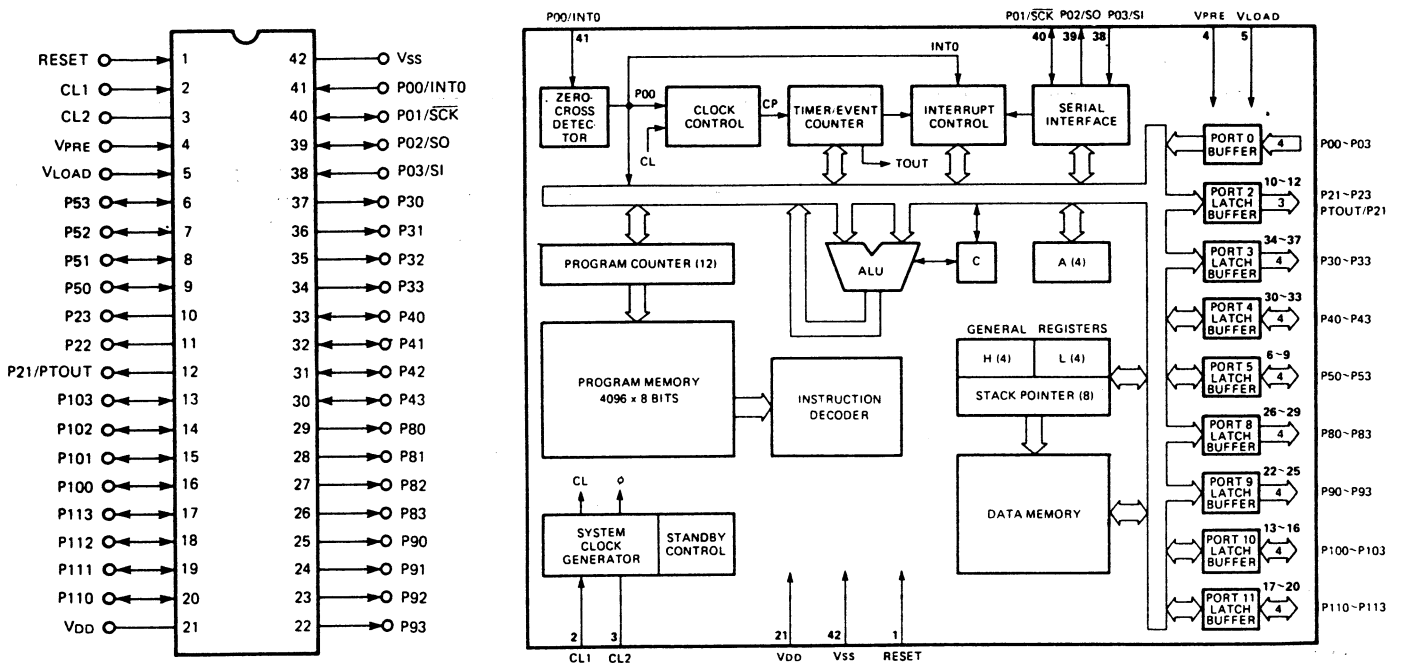 RESET 1 42 VSS
CL1 2 41 P00/INT0
CL2 3 40 P01/SCK
VPRE 4 39 P02/SO
VLOAD 5 38 P03/SI
P53 6 37 P30
P52 7 36 P31
P51 8 35 P32
P50 9 34 P33
P23 10 33 P40
P22 11 32 P41
P21/PTOUT 12 31 P42
P103 13 30 P43
P102 14 29 P80
P101 15 28 P81
P100 16 27 P82
P113 17 26 P83
P112 18 25 P90
P111 19 24 P91
P110 20 23 P92
VDD 21 22 P93
P00/INT0
41
P01/SCK P02/SO P03/SI
40 39 38
VPRE VLOAD
4 5
INT0
ZERO-
CROSS
DETEC-
TOR
P00
CL
CLOCK
CONTROL
CP
TIMER/EVENT
COUNTER
TOUT
INTERRUPT
CONTROL
SERIAL
INTERFACE
PROGRAM COUNTER (12)
ALU
C
A (4)
PROGRAM MEMORY
4096 x 8 BITS
INSTRUCTION
DECODER
GENERAL REGISTERS
H (4) L (4)
STACK POINTER (8)
DATA MEMORY
CL ø
SYSTEM
CLOCK
GENERATOR
STANDBY
CONTROL
2 3 21 42 1
CL1 CL2 VDD VSS RESET
PORT 0
BUFFER
4
P00~P03
PORT 2
LATCH
BUFFER
10~12
3
P21~P23
PTOUT/P21
PORT 3
LATCH
BUFFER
34~37
4
P30~P33
PORT 4
LATCH
BUFFER
30~33
4
P40~P43
PORT 5
LATCH
BUFFER
6~9
4
P50~P53
PORT 8
LATCH
BUFFER
26~29
4
P80~P83
PORT 9
LATCH
BUFFER
22~25
4
P90~P93
PORT 10
LATCH
BUFFER
13~16
4
P100~P103
PORT 11
LATCH
BUFFER
17~20
4
P110~P113